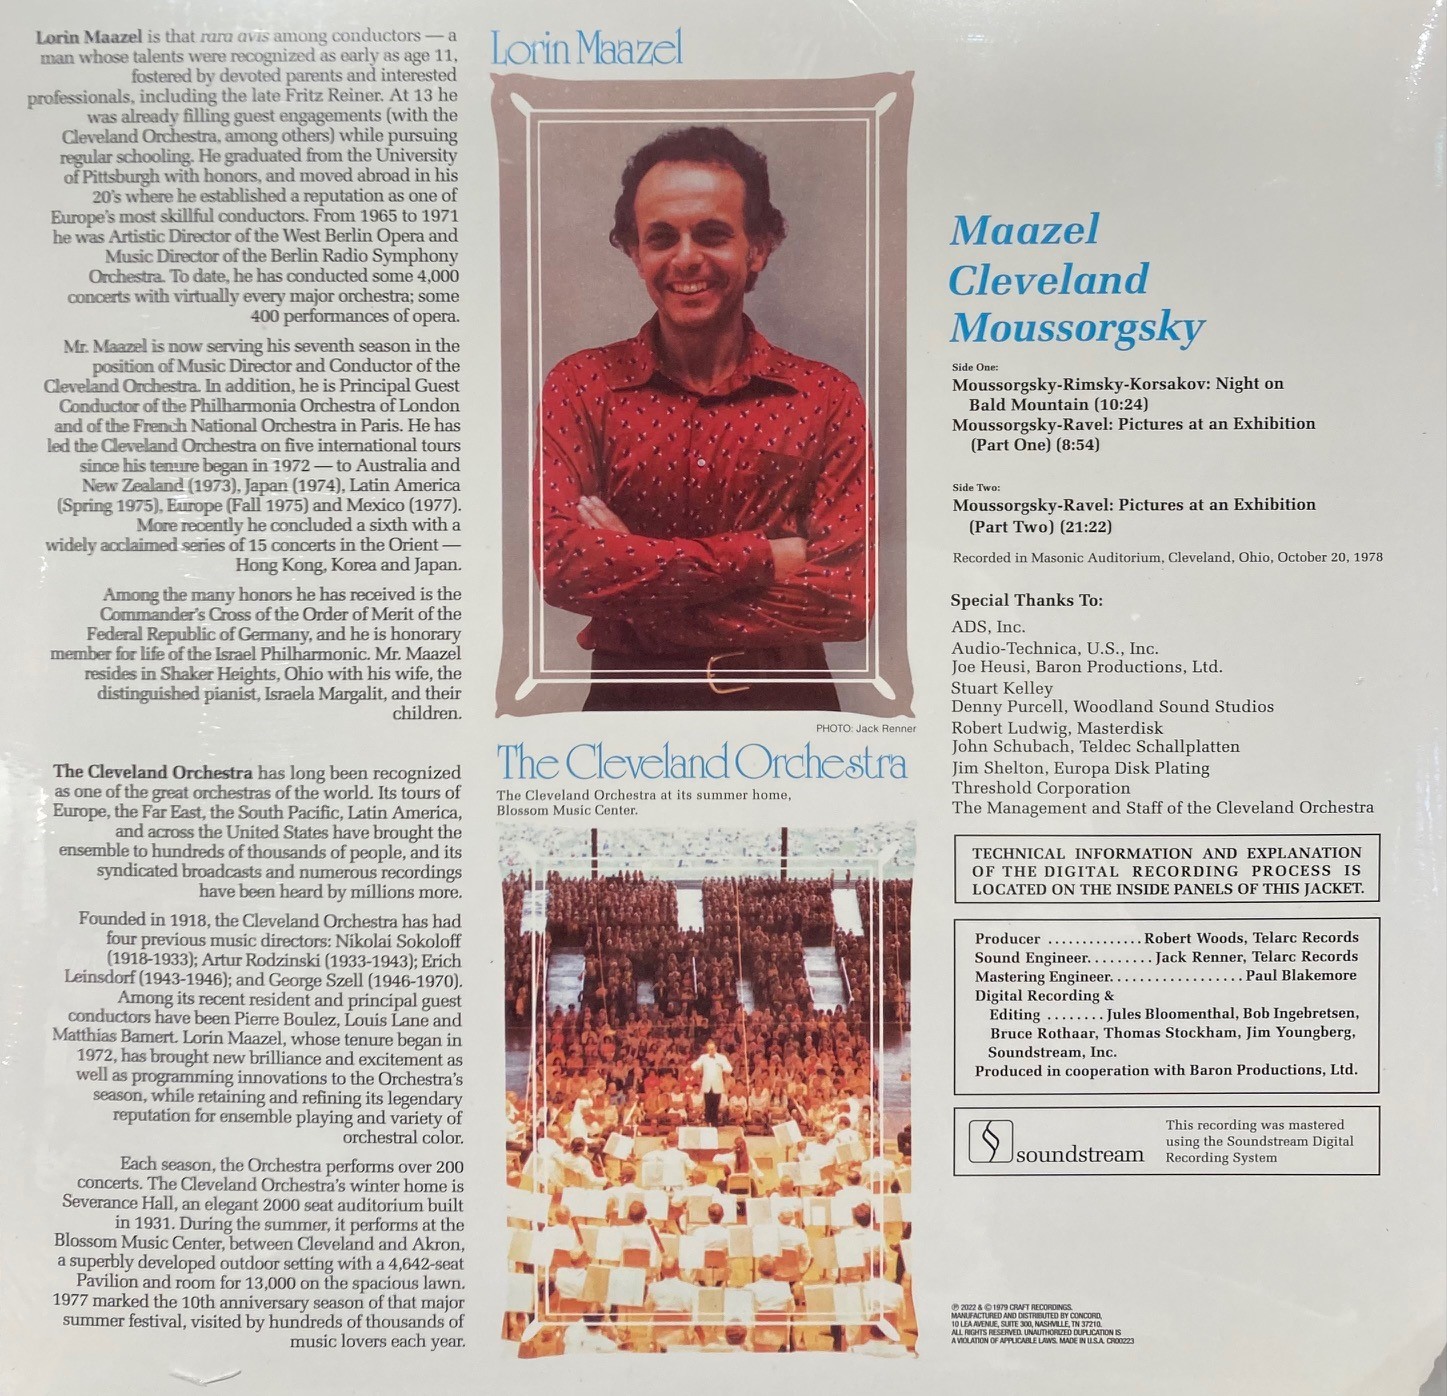 Lorin Maazel is that rara avis among conductors — a
man whose talents were recognized as early as age 11,
fostered by devoted parents and interested
professionals, including the late Fritz Reiner. At 13 he
was already filling guest engagements (with the
Cleveland Orchestra, among others) while pursuing
regular schooling. He graduated from the University
of Pittsburgh with honors, and moved abroad in his
20's where he established a reputation as one of
Europe's most skillful conductors. From 1965 to 1971
he was Artistic Director of the West Berlin Opera and
Music Director of the Berlin Radio Symphony
Orchestra. To date, he has conducted some 4,000
concerts with virtually every major orchestra; some
400 performances of opera.
Mr. Maazel is now serving his seventh season in the
position of Music Director and Conductor of the
Cleveland Orchestra. In addition, he is Principal Guest
Conductor of the Philharmonia Orchestra of London
and of the French National Orchestra in Paris. He has
led the Cleveland Orchestra on five international tours
since his tenure began in 1972 — to Australia and
New Zealand (1973), Japan (1974), Latin America
(Spring 1975), Europe (Fall 1975) and Mexico (1977).
More recently he concluded a sixth with a
widely acclaimed series of 15 concerts in the Orient —
Hong Kong, Korea and Japan.
Among the many honors he has received is the
Commander's Cross of the Order of Merit of the
Federal Republic of Germany, and he is honorary
member for life of the Israel Philharmonic. Mr. Maazel
resides in Shaker Heights, Ohio with his wife, the
distinguished pianist, Israela Margalit, and their
children.
The Cleveland Orchestra has long been recognized
as one of the great orchestras of the world. Its tours of
Europe, the Far East, the South Pacific, Latin America,
and across the United States have brought the
ensemble to hundreds of thousands of people, and its
syndicated broadcasts and numerous recordings
have been heard by millions more.
Founded in 1918, the Cleveland Orchestra has had
four previous music directors: Nikolai Sokoloff
(1918-1933); Artur Rodzinski (1933-1943); Erich
Leinsdorf (1943-1946); and George Szell (1946-1970).
Among its recent resident and principal guest
conductors have been Pierre Boulez, Louis Lane and
Matthias Bamert. Lorin Maazel, whose tenure began in
1972, has brought new brilliance and excitement as
well as programming innovations to the Orchestra's
season, while retaining and refining its legendary
reputation for ensemble playing and variety of
orchestral color.
Each season, the Orchestra performs over 200
concerts. The Cleveland Orchestra's winter home is
Severance Hall, an elegant 2000 seat auditorium built
in 1931. During the summer, it performs at the
Blossom Music Center, between Cleveland and Akron,
a superbly developed outdoor setting with a 4,642-seat
Pavilion and room for 13,000 on the spacious lawn.
1977 marked the 10th anniversary season of that major
summer festival, visited by hundreds of thousands of
music lovers each year.
Lorin Maazel
PHOTO: Jack Renner
The Cleveland Orchestra
The Cleveland Orchestra at its summer home,
Blossom Music Center.
Maazel
Cleveland
Moussorgsky
Side One:
Moussorgsky-Rimsky-Korsakov: Night on
Bald Mountain (10:24)
Moussorgsky-Ravel: Pictures at an Exhibition
(Part One) (8:54)
Side Two:
Moussorgsky-Ravel: Pictures at an Exhibition
(Part Two) (21:22)
Recorded in Masonic Auditorium, Cleveland, Ohio, October 20, 1978
Special Thanks To:
ADS, Inc.
Audio-Technica, U.S., Inc.
Joe Heusi, Baron Productions, Ltd.
Stuart Kelley
Denny Purcell, Woodland Sound Studios
Robert Ludwig, Masterdisk
John Schubach, Teldec Schallplatten
Jim Shelton, Europa Disk Plating
Threshold Corporation
The Management and Staff of the Cleveland Orchestra
TECHNICAL INFORMATION AND EXPLANATION
OF THE DIGITAL RECORDING PROCESS IS
LOCATED ON THE INSIDE PANELS OF THIS JACKET.
Producer ............. Robert Woods, Telarc Records
Sound Engineer......... Jack Renner, Telarc Records
Mastering Engineer.................. Paul Blakemore
Digital Recording &
Editing ........ Jules Bloomenthal, Bob Ingebretsen,
Bruce Rothaar, Thomas Stockham, Jim Youngberg,
Soundstream, Inc.
Produced in cooperation with Baron Productions, Ltd.
soundstream
This recording was mastered
using the Soundstream Digital
Recording System
℗ 2022 & © 1979 CRAFT RECORDINGS.
MANUFACTURED AND DISTRIBUTED BY CONCORD,
10 LEA AVENUE, SUITE 300, NASHVILLE, TN 37210.
ALL RIGHTS RESERVED. UNAUTHORIZED DUPLICATION IS
A VIOLATION OF APPLICABLE LAWS. MADE IN U.S.A. CR00223